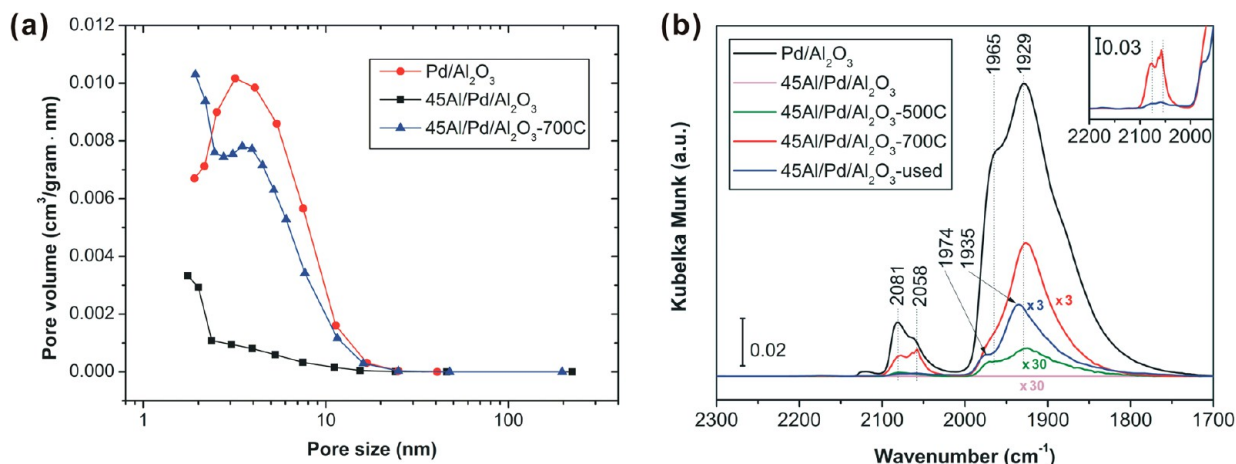 (a)
0.012
0.010
0.008
0.006
0.004
0.002
0.000
Pore volume (cm³/gram · nm)
Pd/Al₂O₃
45Al/Pd/Al₂O₃
45Al/Pd/Al₂O₃-700C
1 10 100
Pore size (nm)
(b)
Kubelka Munk (a.u.)
Pd/Al₂O₃
45Al/Pd/Al₂O₃
45Al/Pd/Al₂O₃-500C
45Al/Pd/Al₂O₃-700C
45Al/Pd/Al₂O₃-used
1965
1929
0.03
2200 2100 2000
1974
1935
2081
2058
x 3
x 3
x 30
x 30
0.02
2300 2200 2100 2000 1900 1800 1700
Wavenumber (cm⁻¹)